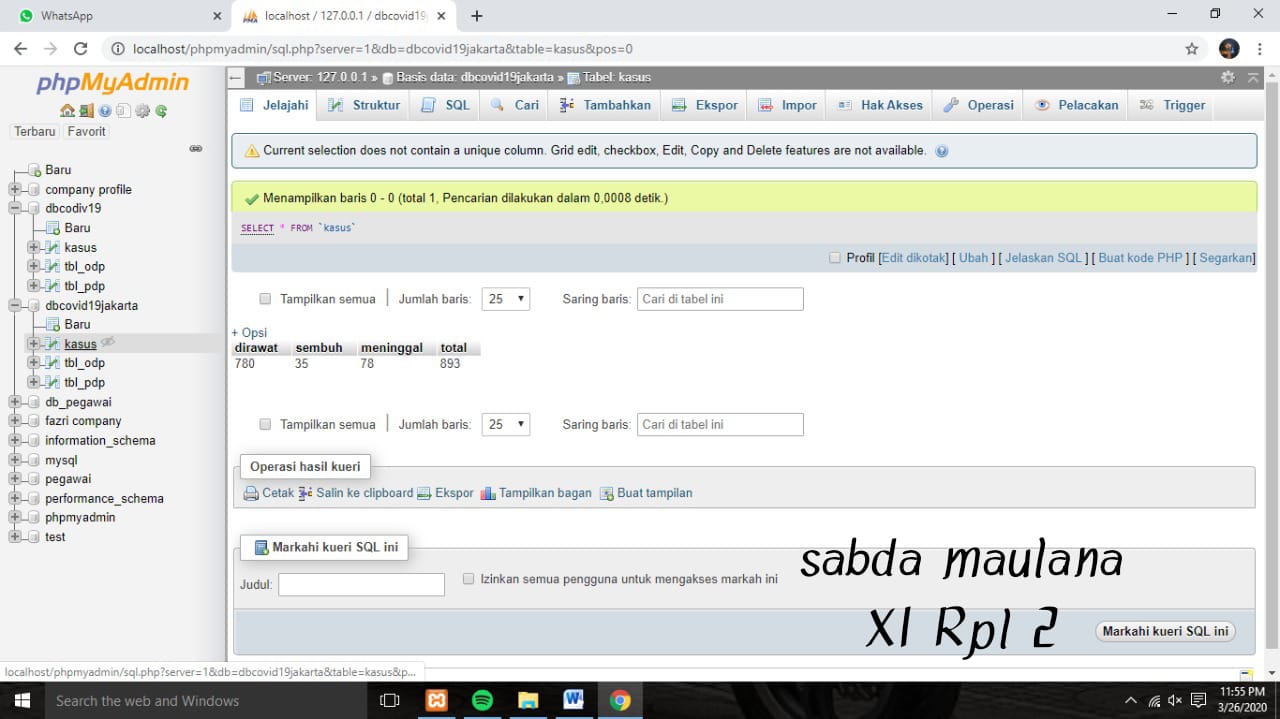 WhatsApp
localhost / 127.0.0.1 / dbcovid19j
localhost/phpmyadmin/sql.php?server=1&db=dbcovid19jakarta&table=kasus&pos=0
phpMyAdmin
Terbaru Favorit
Baru
company profile
dbcodiv19
Baru
kasus
tbl_odp
tbl_pdp
dbcovid19jakarta
Baru
kasus
tbl_odp
tbl_pdp
db_pegawai
fazri company
information_schema
mysql
pegawai
performance_schema
phpmyadmin
test
Server: 127.0.0.1 » Basis data: dbcovid19jakarta » Tabel: kasus
Jelajahi Struktur SQL Cari Tambahkan Ekspor Impor Hak Akses Operasi Pelacakan Trigger
Current selection does not contain a unique column. Grid edit, checkbox, Edit, Copy and Delete features are not available.
Menampilkan baris 0 - 0 (total 1, Pencarian dilakukan dalam 0,0008 detik.)
SELECT * FROM `kasus`
Profil [Edit dikotak] [ Ubah ] [ Jelaskan SQL ] [ Buat kode PHP ] [ Segarkan]
Tampilkan semua | Jumlah baris: 25 Saring baris: Cari di tabel ini
+ Opsi
dirawat sembuh meninggal total
780 35 78 893
Tampilkan semua | Jumlah baris: 25 Saring baris: Cari di tabel ini
Operasi hasil kueri
Cetak Salin ke clipboard Ekspor Tampilkan bagan Buat tampilan
Markahi kueri SQL ini
Judul: Izinkan semua pengguna untuk mengakses markah ini
sabda maulana
XI Rpl 2
Markahi kueri SQL ini
localhost/phpmyadmin/sql.php?server=1&db=dbcovid19jakarta&table=kasus&p...
Search the web and Windows
11:55 PM
3/26/2020